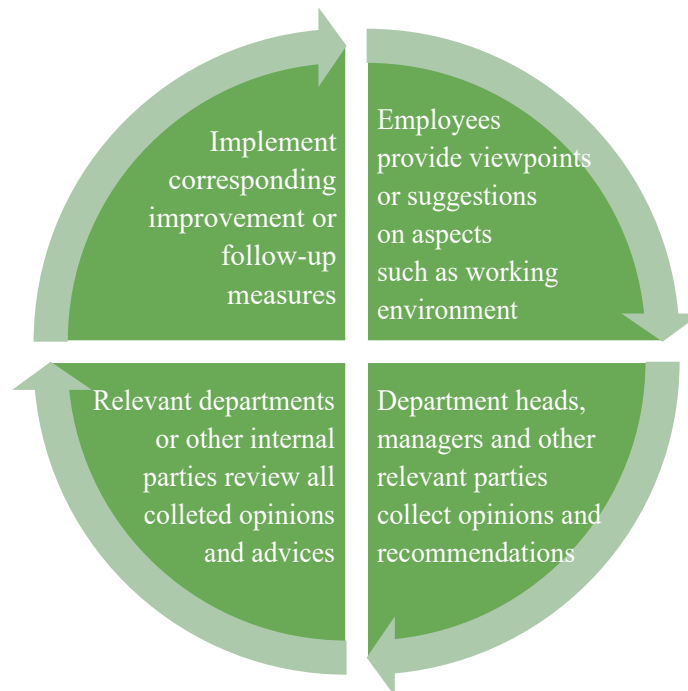 Implement
corresponding
improvement or
follow-up
measures
Employees
provide viewpoints
or suggestions
on aspects
such as working
environment
Relevant departments
or other internal
parties review all
colleted opinions
and advices
Department heads,
managers and other
relevant parties
collect opinions and
recommendations